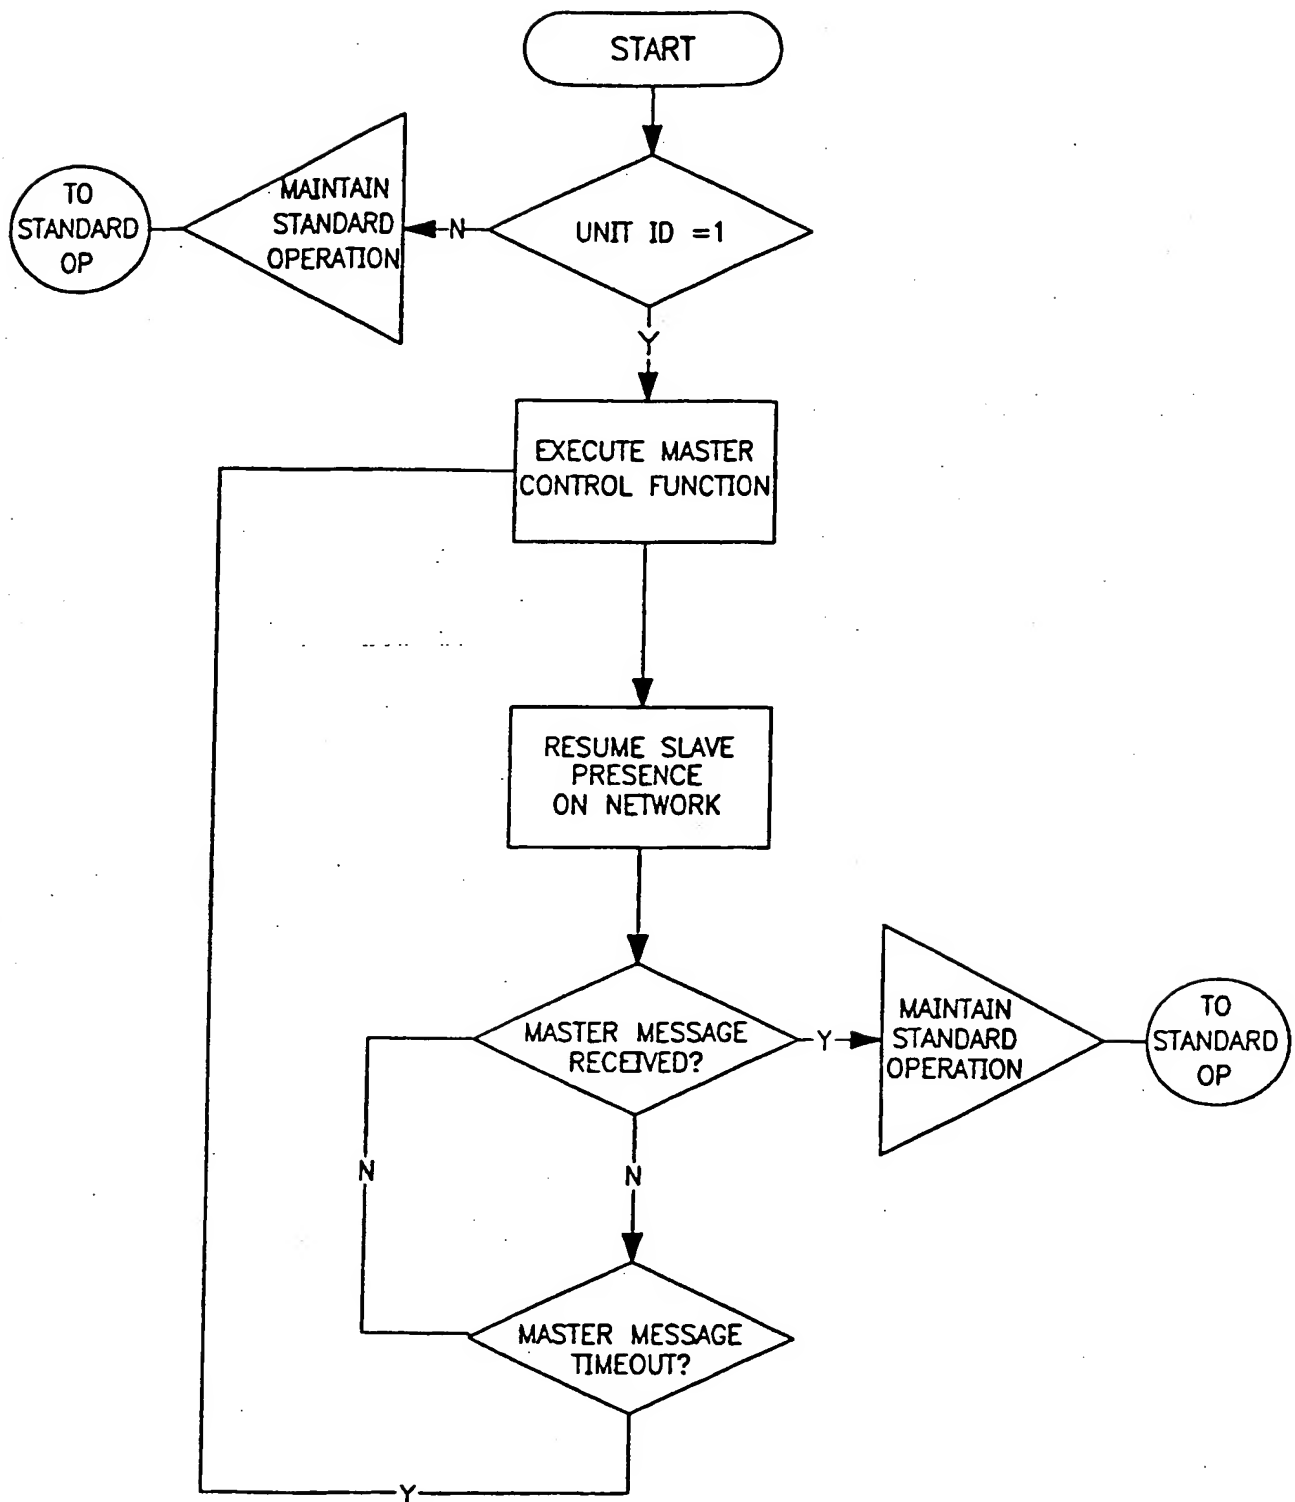 START
TO
STANDARD
OP
MAINTAIN
STANDARD
OPERATION
N
UNIT ID =1
Y
EXECUTE MASTER
CONTROL FUNCTION
RESUME SLAVE
PRESENCE
ON NETWORK
MASTER MESSAGE
RECEIVED?
Y
MAINTAIN
STANDARD
OPERATION
TO
STANDARD
OP
N
N
MASTER MESSAGE
TIMEOUT?
Y